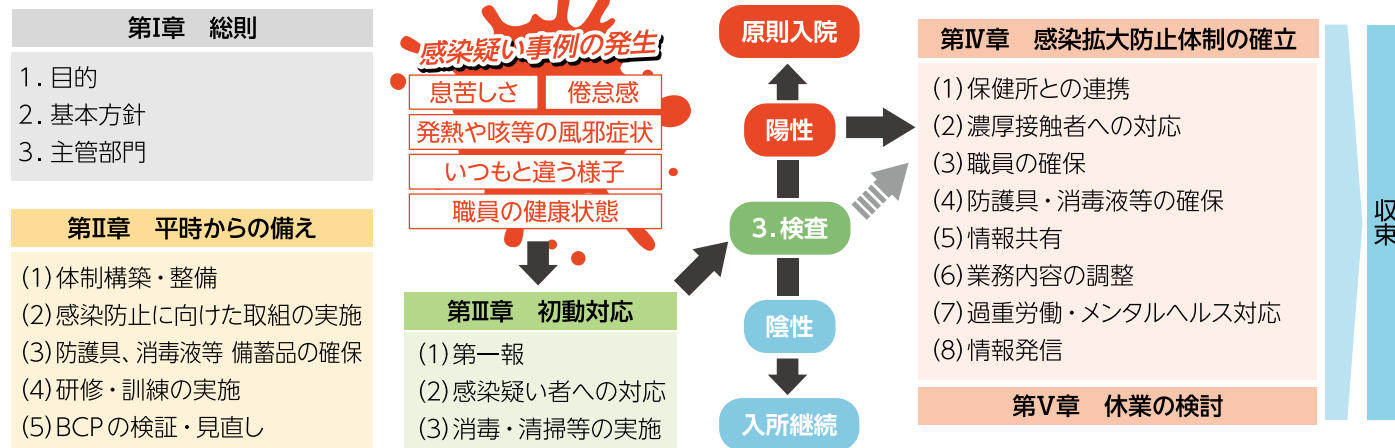 第Ⅰ章　総則
1. 目的
2. 基本方針
3. 主管部門
第Ⅱ章　平時からの備え
(1)体制構築・整備
(2)感染防止に向けた取組の実施
(3)防護具、消毒液等 備蓄品の確保
(4)研修・訓練の実施
(5)BCPの検証・見直し
感染疑い事例の発生
息苦しさ
倦怠感
発熱や咳等の風邪症状
いつもと違う様子
職員の健康状態
第Ⅲ章　初動対応
(1)第一報
(2)感染疑い者への対応
(3)消毒・清掃等の実施
原則入院
陽性
3.検査
陰性
入所継続
第Ⅳ章　感染拡大防止体制の確立
(1)保健所との連携
(2)濃厚接触者への対応
(3)職員の確保
(4)防護具・消毒液等の確保
(5)情報共有
(6)業務内容の調整
(7)過重労働・メンタルヘルス対応
(8)情報発信
第Ⅴ章　休業の検討
収束